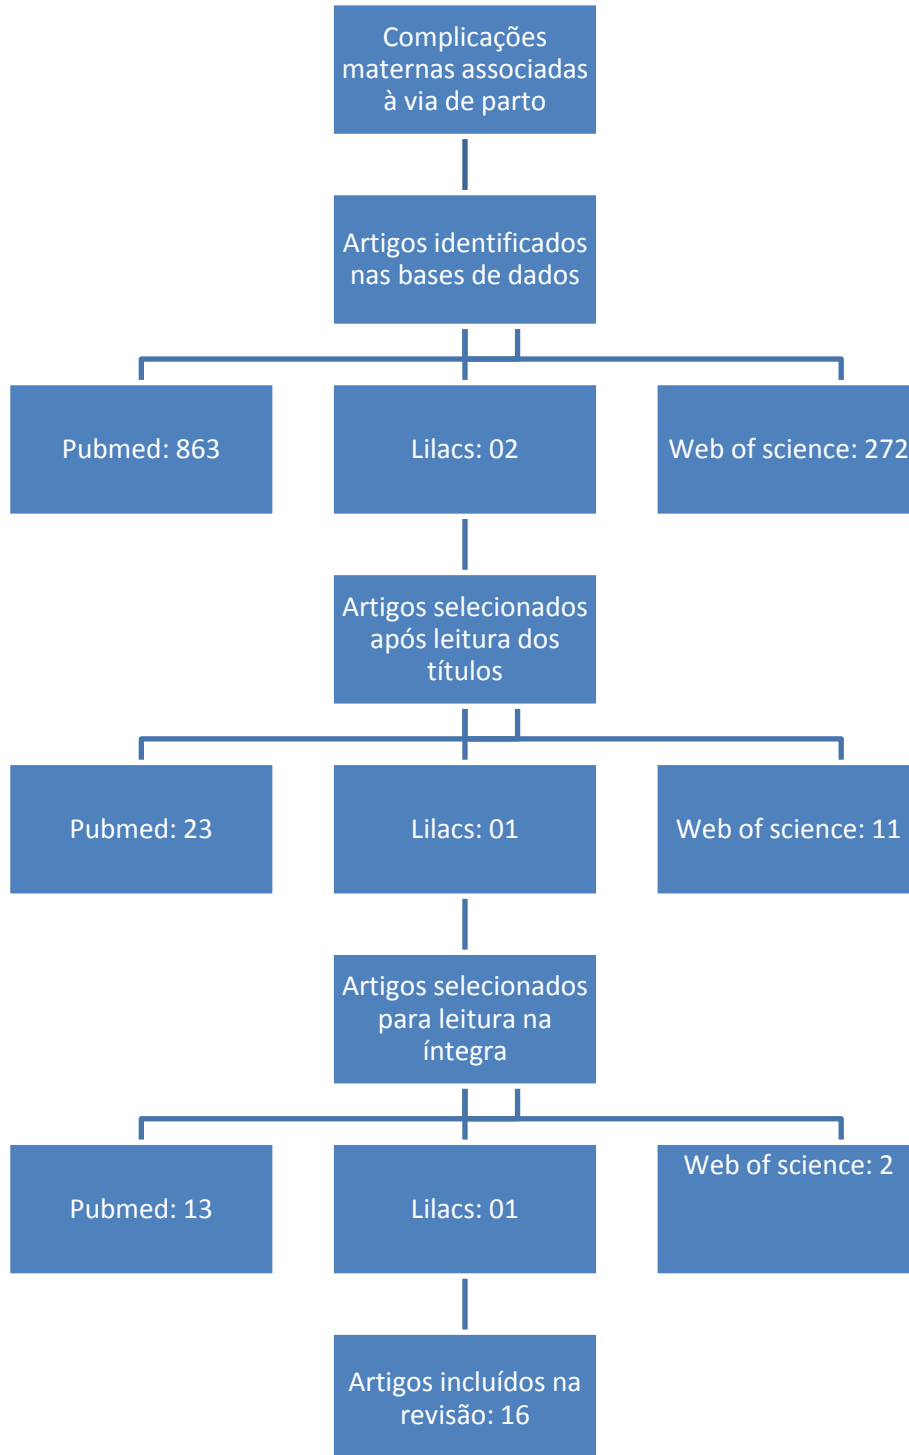 Complicações
maternas associadas
à via de parto
Artigos identificados
nas bases de dados
Pubmed: 863
Lilacs: 02
Web of science: 272
Artigos selecionados
após leitura dos
títulos
Pubmed: 23
Lilacs: 01
Web of science: 11
Artigos selecionados
para leitura na
íntegra
Pubmed: 13
Lilacs: 01
Web of science: 2
Artigos incluídos na
revisão: 16